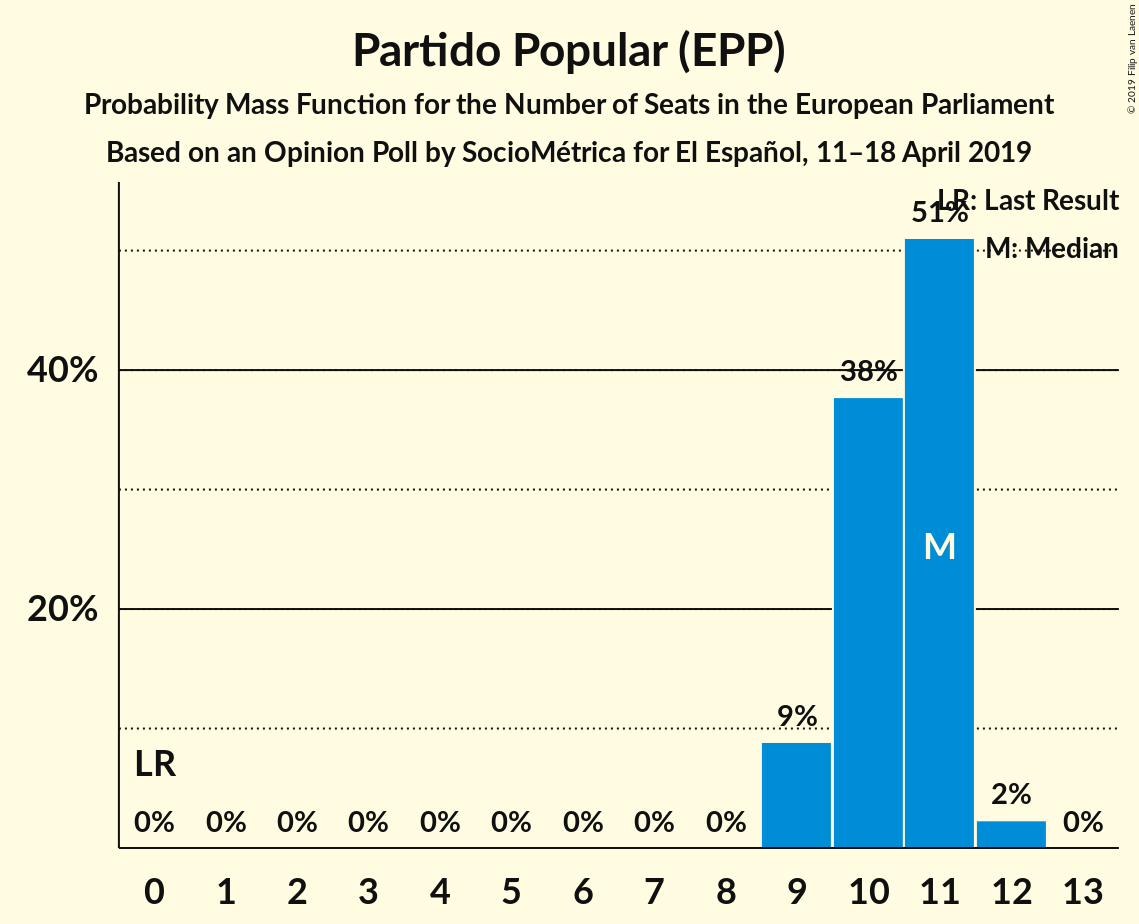 Partido Popular (EPP)
Probability Mass Function for the Number of Seats in the European Parliament
Based on an Opinion Poll by SocioMétrica for El Español, 11–18 April 2019
© 2019 Filip van Laenen
LR: Last Result
M: Median
51%
40%
38%
M
20%
9%
LR
2%
0% 0% 0% 0% 0% 0% 0% 0% 0% 0%
0 1 2 3 4 5 6 7 8 9 10 11 12 13